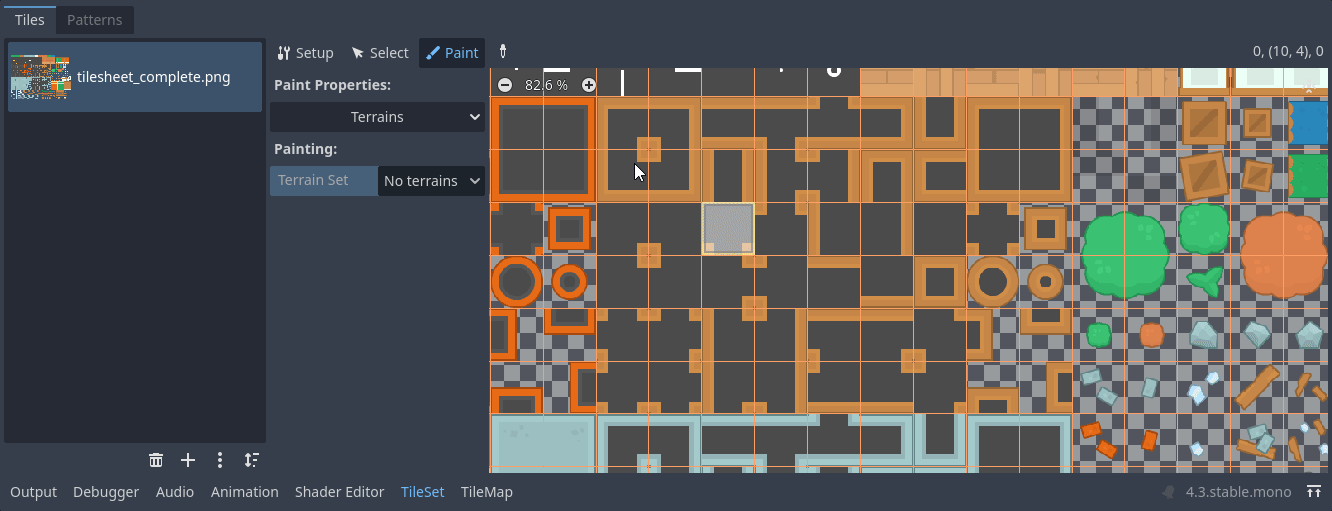 Tiles Patterns
tilesheet_complete.png
Setup Select Paint 0, (10, 4), 0
Paint Properties: 82.6 %
Terrains
Painting:
Terrain Set No terrains
Output Debugger Audio Animation Shader Editor TileSet TileMap 4.3.stable.mono